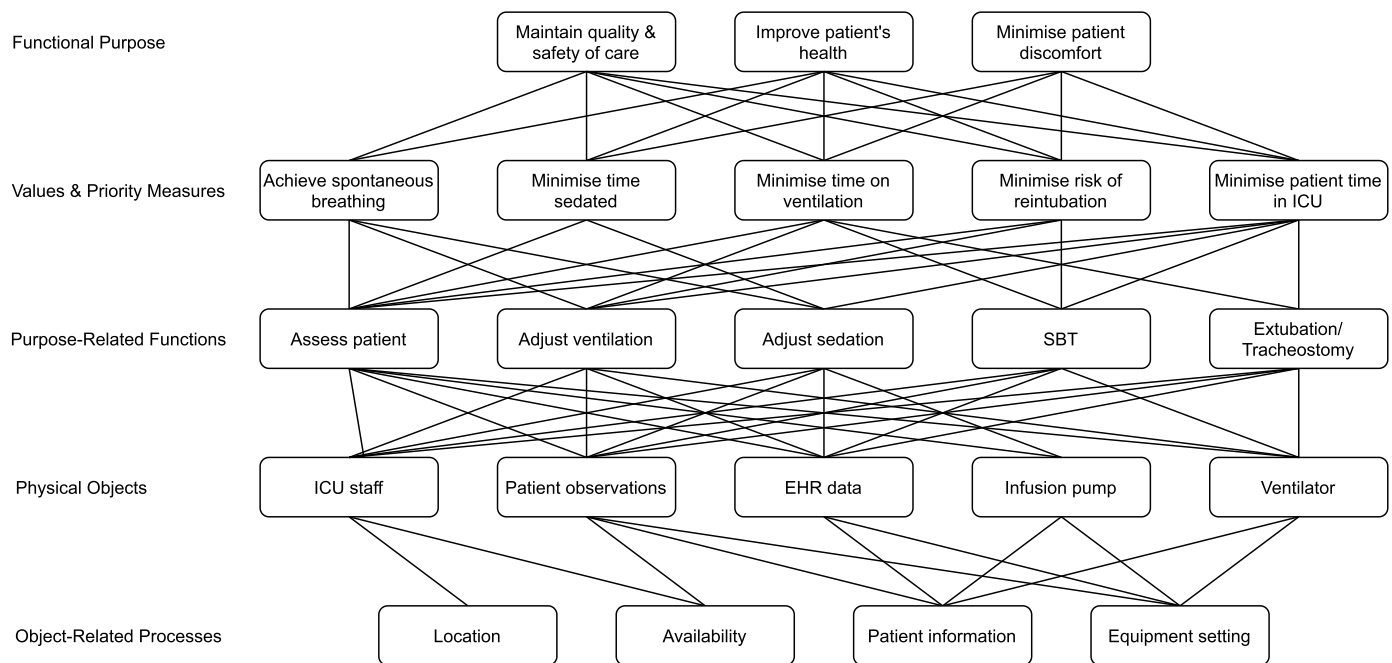 Functional Purpose
Maintain quality &
safety of care
Improve patient's
health
Minimise patient
discomfort
Values & Priority Measures
Achieve spontaneous
breathing
Minimise time
sedated
Minimise time on
ventilation
Minimise risk of
reintubation
Minimise patient time
in ICU
Purpose-Related Functions
Assess patient
Adjust ventilation
Adjust sedation
SBT
Extubation/
Tracheostomy
Physical Objects
ICU staff
Patient observations
EHR data
Infusion pump
Ventilator
Object-Related Processes
Location
Availability
Patient information
Equipment setting